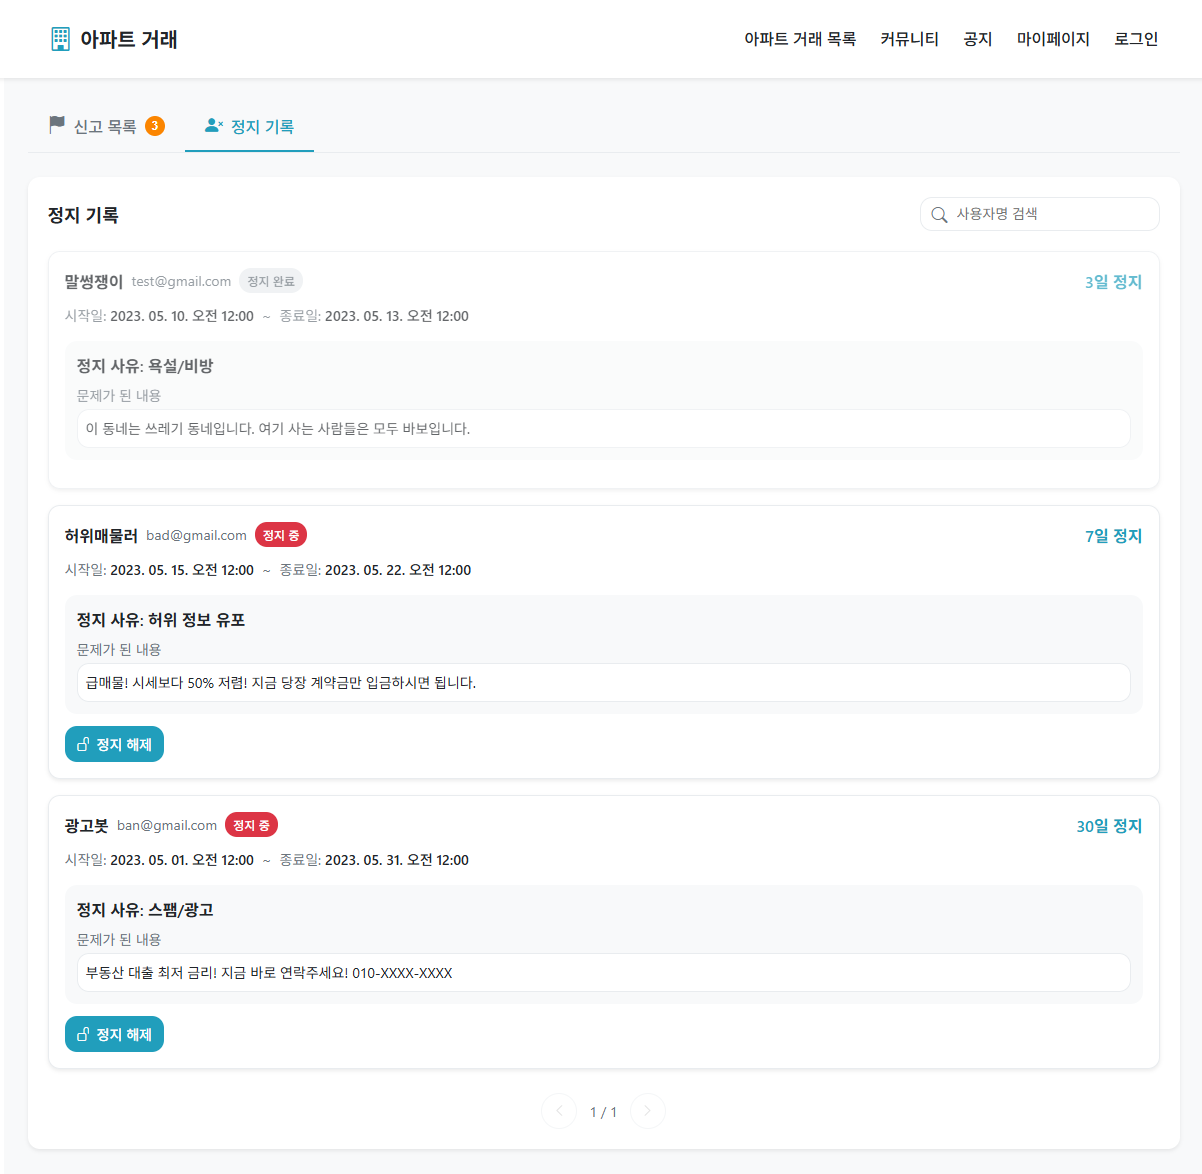 아파트 거래
아파트 거래 목록 커뮤니티 공지 마이페이지 로그인
신고 목록 3 정지 기록
정지 기록
사용자명 검색
말썽쟁이 test@gmail.com 정지 완료 3일 정지
시작일: 2023. 05. 10. 오전 12:00 ~ 종료일: 2023. 05. 13. 오전 12:00
정지 사유: 욕설/비방
문제가 된 내용
이 동네는 쓰레기 동네입니다. 여기 사는 사람들은 모두 바보입니다.
허위매물러 bad@gmail.com 정지 중 7일 정지
시작일: 2023. 05. 15. 오전 12:00 ~ 종료일: 2023. 05. 22. 오전 12:00
정지 사유: 허위 정보 유포
문제가 된 내용
급매물! 시세보다 50% 저렴! 지금 당장 계약금만 입금하시면 됩니다.
정지 해제
광고봇 ban@gmail.com 정지 중 30일 정지
시작일: 2023. 05. 01. 오전 12:00 ~ 종료일: 2023. 05. 31. 오전 12:00
정지 사유: 스팸/광고
문제가 된 내용
부동산 대출 최저 금리! 지금 바로 연락주세요! 010-XXXX-XXXX
정지 해제
1 / 1